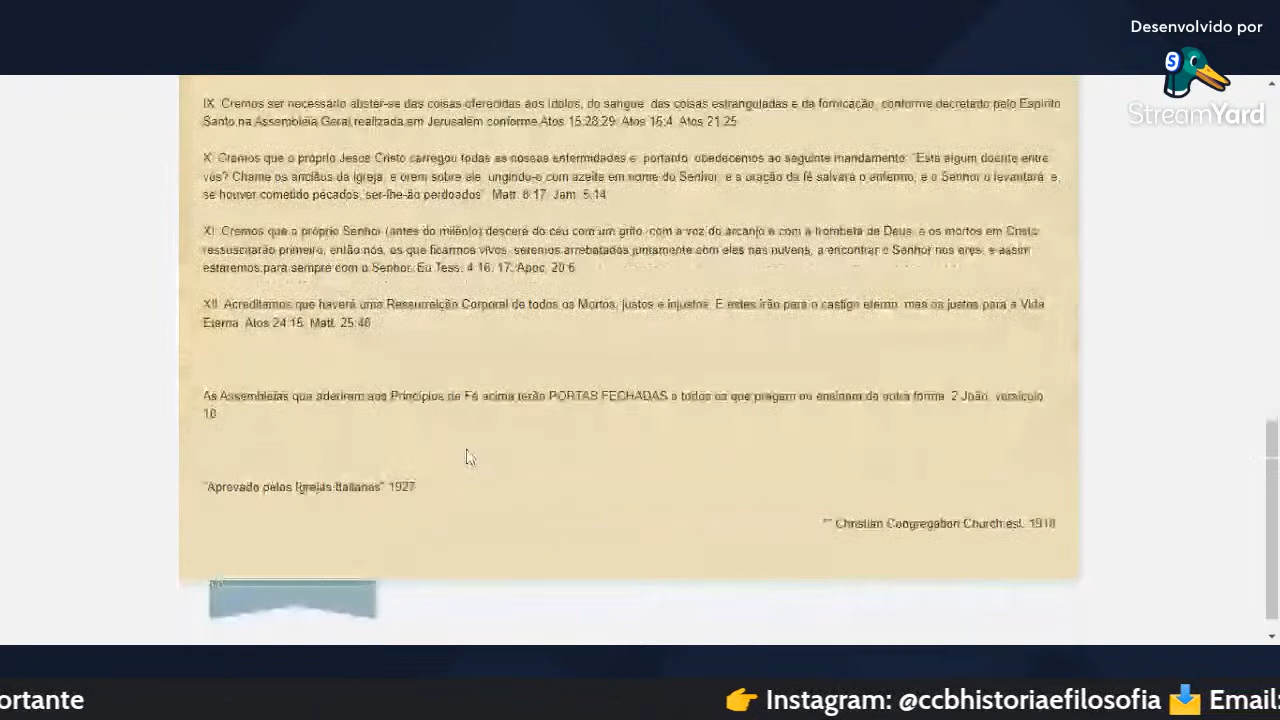 Desenvolvido por
StreamYard
IX. Cremos ser necessário abster-se das coisas oferecidas aos ídolos, do sangue, das coisas estranguladas e da fornicação, conforme decretado pelo Espírito
Santo na Assembléia Geral realizada em Jerusalém conforme Atos 15:28,29. Atos 16:4. Atos 21:25
X. Cremos que o próprio Jesus Cristo carregou todas as nossas enfermidades e, portanto, obedecemos ao seguinte mandamento: "Está algum doente entre
vós? Chame os anciãos da igreja, e orem sobre ele, ungindo-o com azeite em nome do Senhor, e a oração da fé salvará o enfermo, e o Senhor o levantará e,
se houver cometido pecados, ser-lhe-ão perdoados". Matt. 8:17. Jam. 5:14
XI. Cremos que o próprio Senhor (antes do milênio) descerá do céu com um grito, com a voz do arcanjo e com a trombeta de Deus, e os mortos em Cristo
ressuscitarão primeiro, então nós, os que ficarmos vivos, seremos arrebatados juntamente com eles nas nuvens, a encontrar o Senhor nos ares, e assim
estaremos para sempre com o Senhor. Eu Tess. 4:16, 17. Apoc. 20:6
XII. Acreditamos que haverá uma Ressurreição Corporal de todos os Mortos, justos e injustos. E estes irão para o castigo eterno, mas os justos para a Vida
Eterna. Atos 24:15. Matt. 25:46
As Assembleias que aderiram aos Princípios de Fé acima terão PORTAS FECHADAS a todos os que pregam ou ensinam de outra forma. 2 João, versículo
10
"Aprovado pelas Igrejas Italianas" 1927
Christian Congregation Church est. 1910
ortante
👉 Instagram: @ccbhistoriaefilosofia 📩 Email: